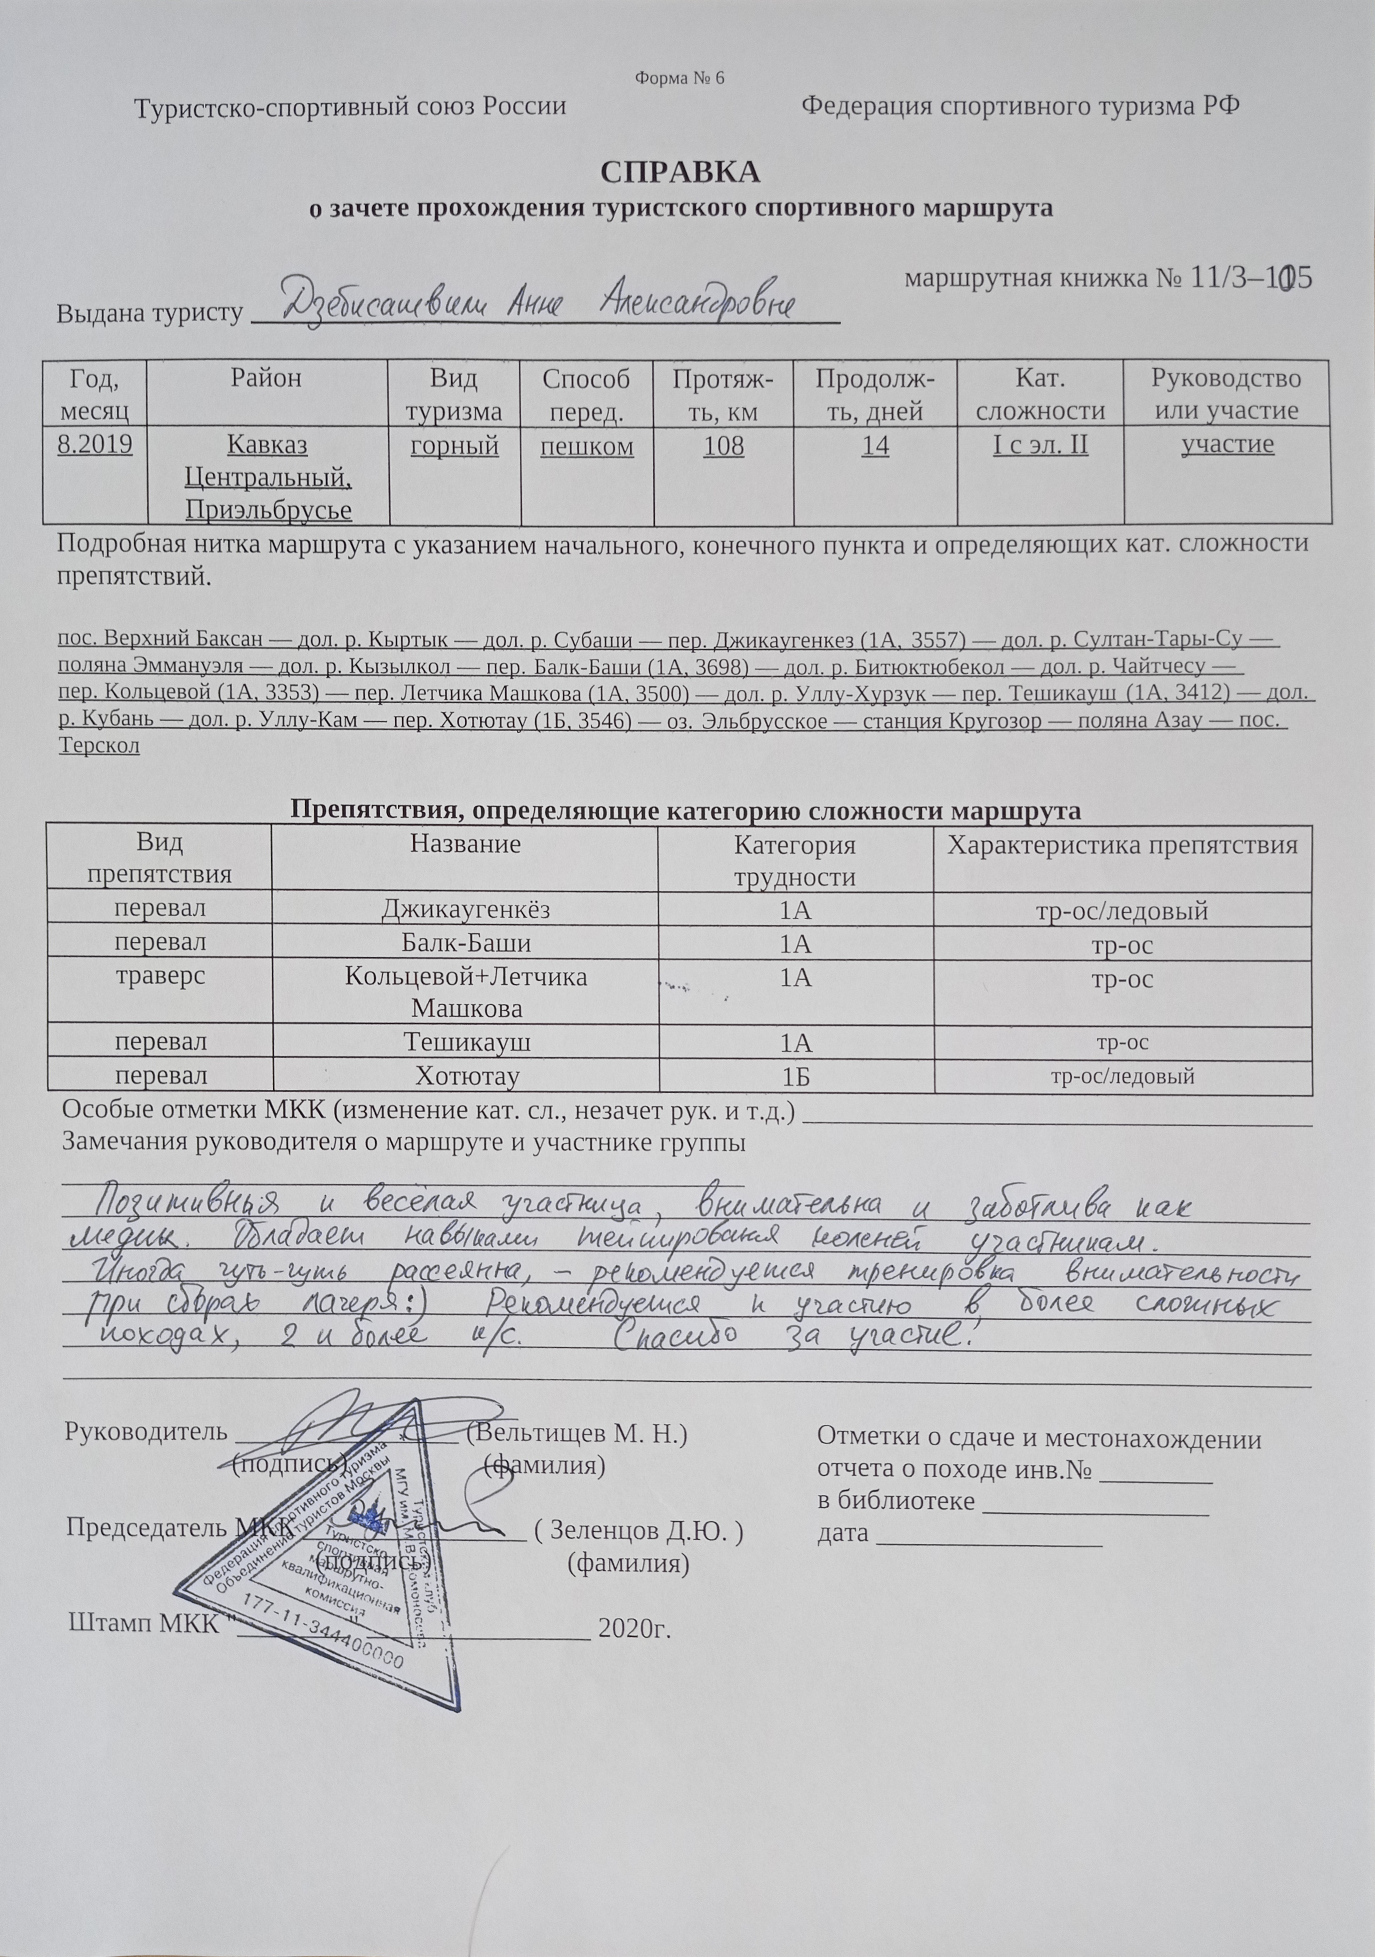 Форма № 6
Туристско-спортивный союз России Федерация спортивного туризма РФ
СПРАВКА
о зачете прохождения туристского спортивного маршрута
маршрутная книжка № 11/3–105
Выдана туристу Дзебисашвили Анне Александровне
Год, месяц Район Вид туризма Способ перед. Протяж-ть, км Продолж-ть, дней Кат. сложности Руководство или участие
8.2019 Кавказ Центральный, Приэльбрусье горный пешком 108 14 I с эл. II участие
Подробная нитка маршрута с указанием начального, конечного пункта и определяющих кат. сложности
препятствий.
пос. Верхний Баксан — дол. р. Кыртык — дол. р. Субаши — пер. Джикаугенкез (1А, 3557) — дол. р. Султан-Тары-Су —
поляна Эммануэля — дол. р. Кызылкол — пер. Балк-Баши (1А, 3698) — дол. р. Битюктюбекол — дол. р. Чайтчесу —
пер. Кольцевой (1А, 3353) — пер. Летчика Машкова (1А, 3500) — дол. р. Уллу-Хурзук — пер. Тешикауш (1А, 3412) — дол.
р. Кубань — дол. р. Уллу-Кам — пер. Хотютау (1Б, 3546) — оз. Эльбрусское — станция Кругозор — поляна Азау — пос.
Терскол
Препятствия, определяющие категорию сложности маршрута
Вид препятствия Название Категория трудности Характеристика препятствия
перевал Джикаугенкёз 1А тр-ос/ледовый
перевал Балк-Баши 1А тр-ос
траверс Кольцевой+Летчика Машкова 1А тр-ос
перевал Тешикауш 1А тр-ос
перевал Хотютау 1Б тр-ос/ледовый
Особые отметки МКК (изменение кат. сл., незачет рук. и т.д.)
Замечания руководителя о маршруте и участнике группы
Позитивная и весёлая участница, внимательна и заботлива как
медик. Обладает навыками тейпирования коленей участникам.
Иногда чуть-чуть рассеянна, – рекомендуется тренировка внимательности
при сборах лагеря:) Рекомендуется к участию в более сложных
походах, 2 и более к/с. Спасибо за участие!
Руководитель (Вельтищев М. Н.)
(подпись) (фамилия)
Председатель МКК ( Зеленцов Д.Ю. )
(подпись) (фамилия)
Штамп МКК " " 2020г.
Отметки о сдаче и местонахождении
отчета о походе инв.№
в библиотеке
дата
Федерация спортивного туризма
Объединение туристов Москвы
Туристский клуб
МГУ им. М.В. Ломоносова
Туристско-
спортивная
маршрутно-
квалификационная
комиссия
177-11-344400000